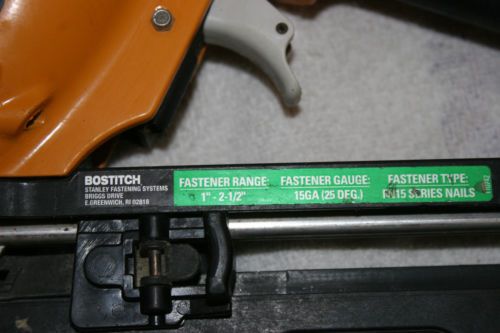 BOSTITCH
STANLEY FASTENING SYSTEMS
BRIGGS DRIVE
E.GREENWICH, RI 02818
FASTENER RANGE:
1" - 2-1/2"
FASTENER GAUGE:
15GA (25 DEG.)
FASTENER TYPE:
FN15 SERIES NAILS